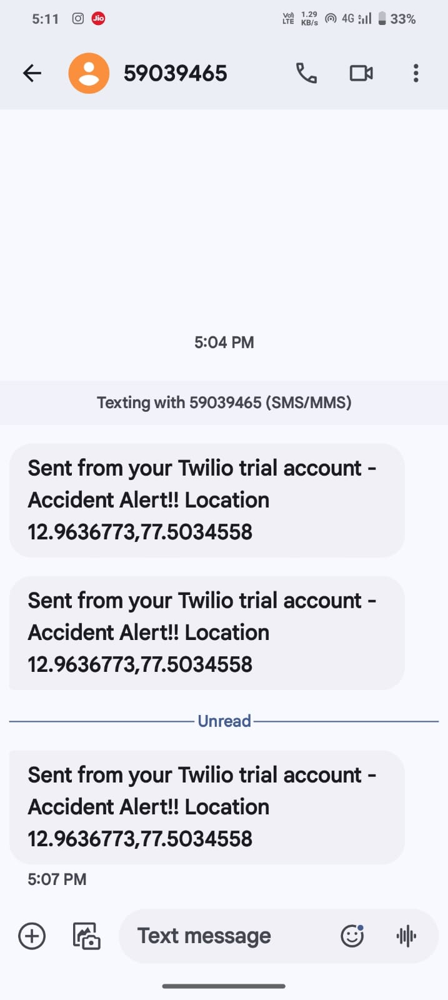 5:11
Jio
Vo) 1.29
LTE KB/s
4G
33%
59039465
5:04 PM
Texting with 59039465 (SMS/MMS)
Sent from your Twilio trial account -
Accident Alert!! Location
12.9636773,77.5034558
Sent from your Twilio trial account -
Accident Alert!! Location
12.9636773,77.5034558
Unread
Sent from your Twilio trial account -
Accident Alert!! Location
12.9636773,77.5034558
5:07 PM
Text message